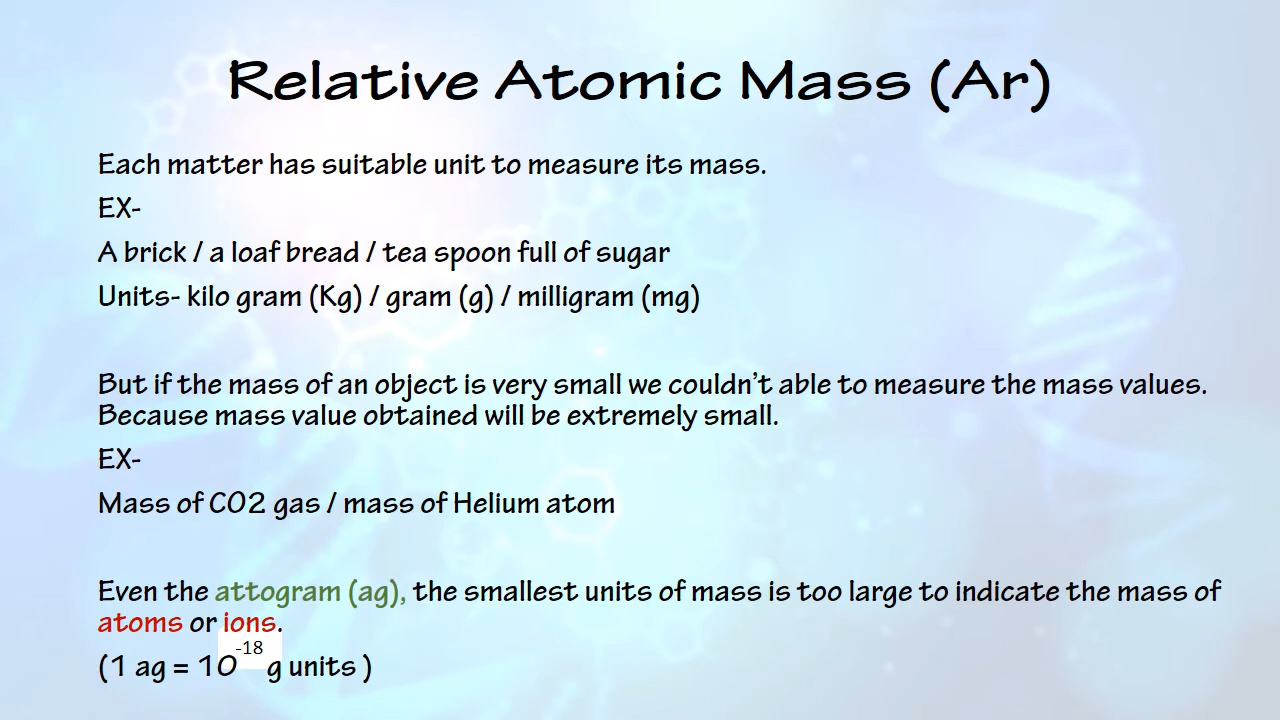 Relative Atomic Mass (Ar)
Each matter has suitable unit to measure its mass.
EX-
A brick / a loaf bread / tea spoon full of sugar
Units- kilo gram (Kg) / gram (g) / milligram (mg)
But if the mass of an object is very small we couldn’t able to measure the mass values.
Because mass value obtained will be extremely small.
EX-
Mass of CO2 gas / mass of Helium atom
Even the attogram (ag), the smallest units of mass is too large to indicate the mass of
atoms or ions.
(1 ag = 10-18 g units )